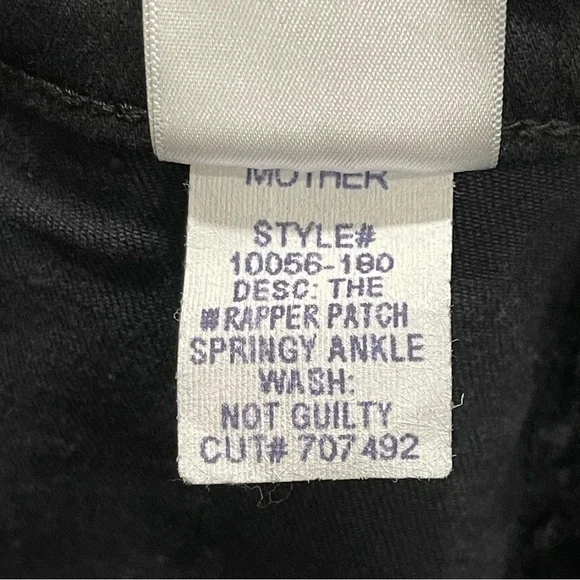 MOTHER
STYLE#
10056-180
DESC: THE
#RAPPER PATCH
SPRINGY ANKLE
WASH:
NOT GUILTY
CUT# 707492